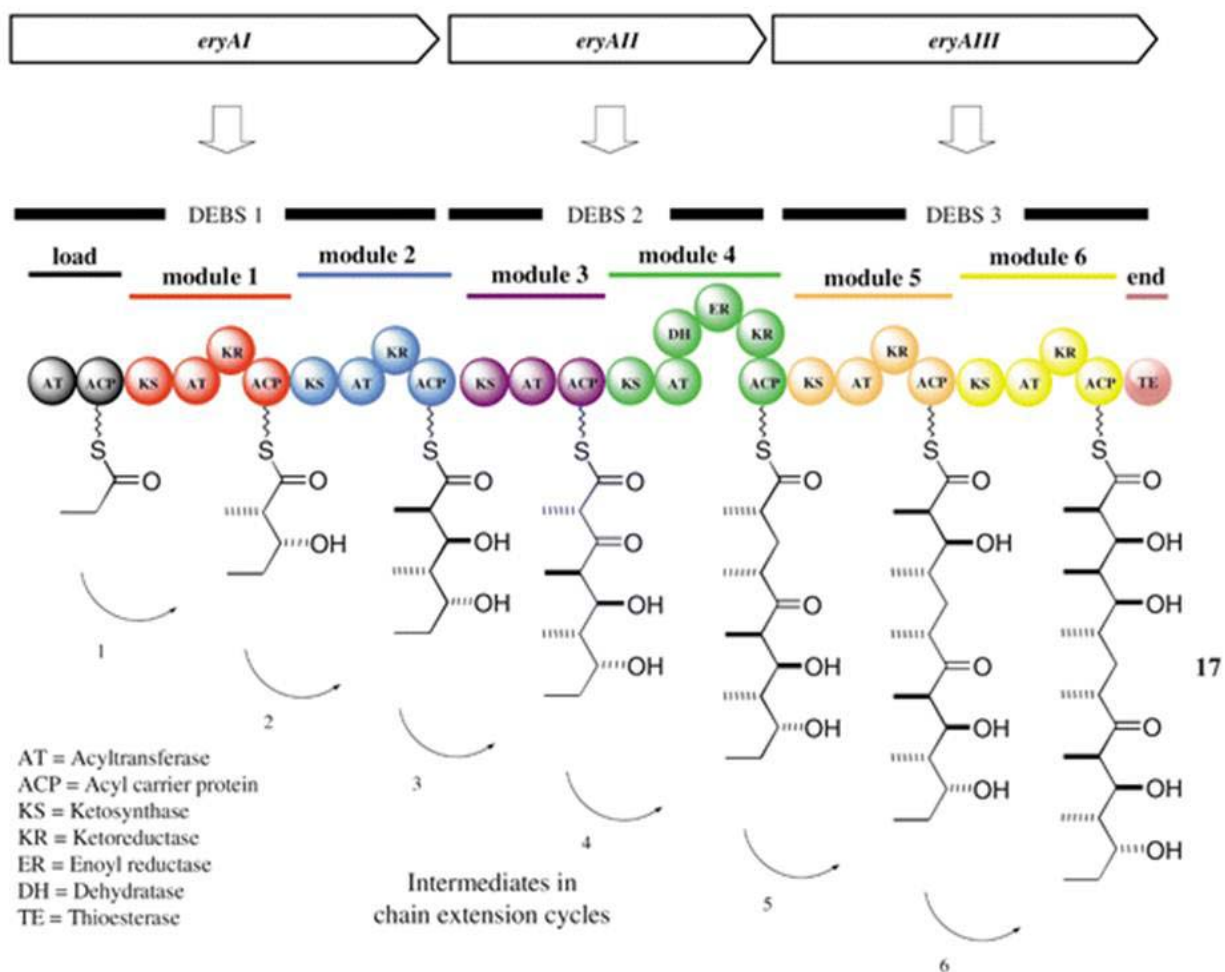 eryAI eryAII eryAIII
DEBS 1 DEBS 2 DEBS 3
load module 1 module 2 module 3 module 4 module 5 module 6 end
AT ACP KS AT KR ACP KS AT KR ACP KS AT ACP KS AT DH ER KR ACP KS AT KR ACP KS AT KR ACP TE
S S S S S S S
O O O O O O O
OH OH O OH OH
OH OH O OH
OH O OH
OH O OH
OH OH O
OH OH
OH
1
2
3
4
5
6
17
AT = Acyltransferase
ACP = Acyl carrier protein
KS = Ketosynthase
KR = Ketoreductase
ER = Enoyl reductase
DH = Dehydratase
TE = Thioesterase
Intermediates in
chain extension cycles